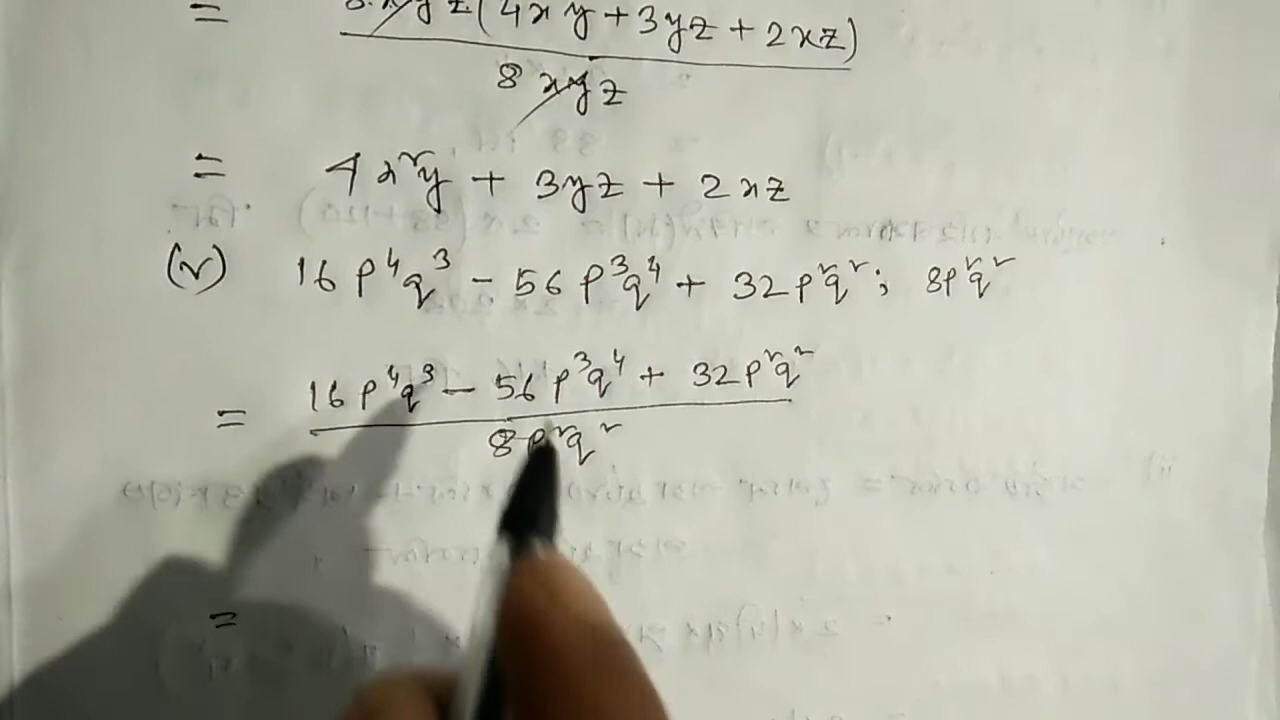 = 8xyz(4xy+3yz+2xz)
8xyz
= 4x²y + 3yz + 2xz
(v) 16p⁴q³ - 56p³q⁴ + 32p²q²; 8p²q²
= 16p⁴q³ - 56p³q⁴ + 32p²q²
8p²q²
=